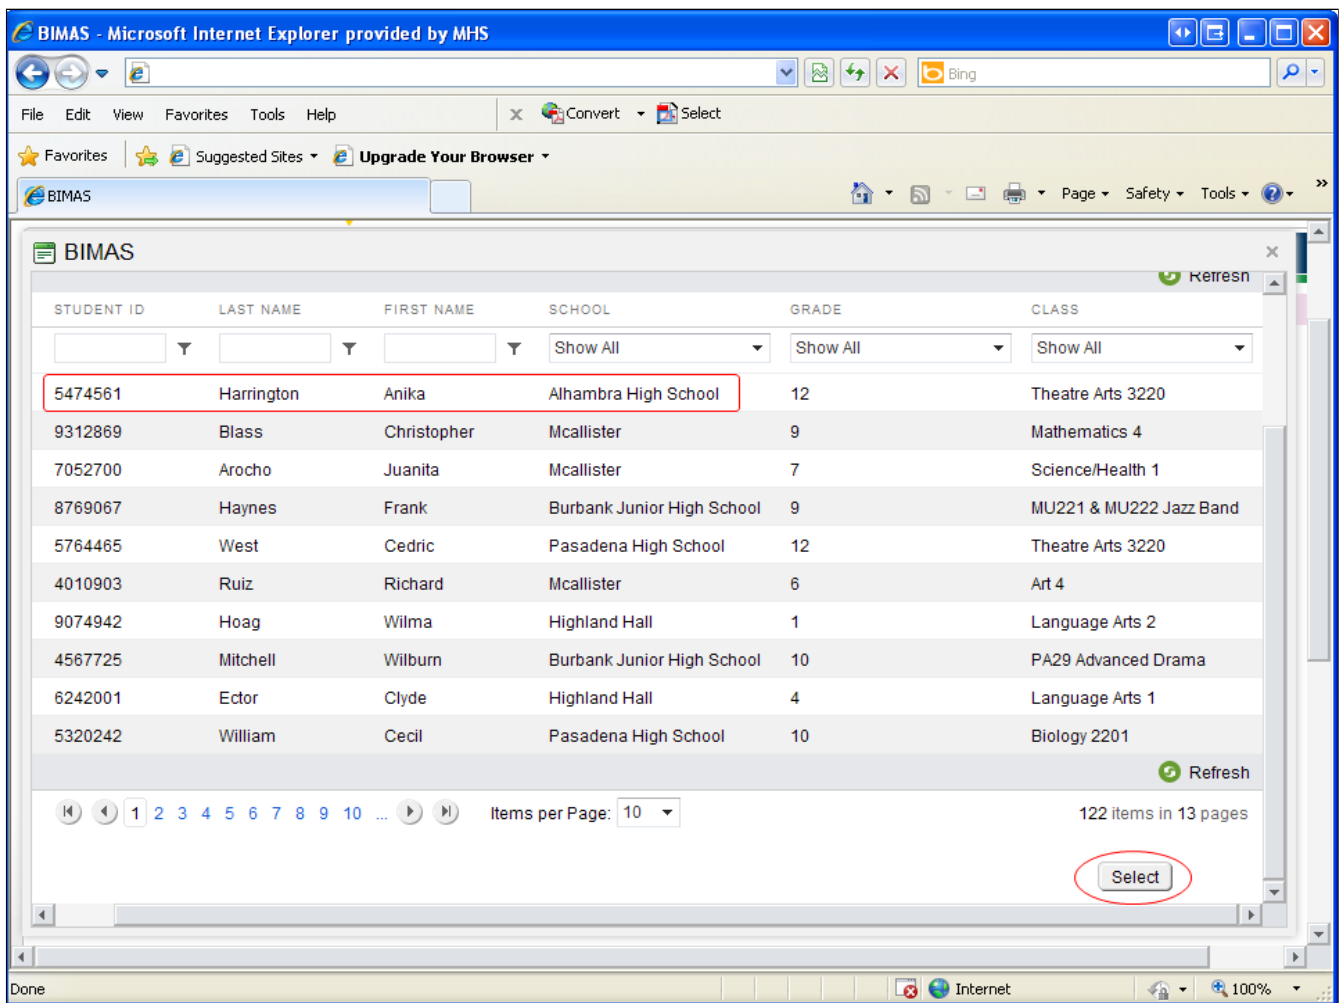 BIMAS - Microsoft Internet Explorer provided by MHS
Bing
File Edit View Favorites Tools Help x Convert Select
Favorites Suggested Sites Upgrade Your Browser
BIMAS Page Safety Tools »
BIMAS
Refresh
STUDENT ID LAST NAME FIRST NAME SCHOOL GRADE CLASS
Show All Show All Show All
5474561 Harrington Anika Alhambra High School 12 Theatre Arts 3220
9312869 Blass Christopher Mcallister 9 Mathematics 4
7052700 Arocho Juanita Mcallister 7 Science/Health 1
8769067 Haynes Frank Burbank Junior High School 9 MU221 & MU222 Jazz Band
5764465 West Cedric Pasadena High School 12 Theatre Arts 3220
4010903 Ruiz Richard Mcallister 6 Art 4
9074942 Hoag Wilma Highland Hall 1 Language Arts 2
4567725 Mitchell Wilburn Burbank Junior High School 10 PA29 Advanced Drama
6242001 Ector Clyde Highland Hall 4 Language Arts 1
5320242 William Cecil Pasadena High School 10 Biology 2201
Refresh
1 2 3 4 5 6 7 8 9 10 ... Items per Page: 10 122 items in 13 pages
Select
Done Internet 100%